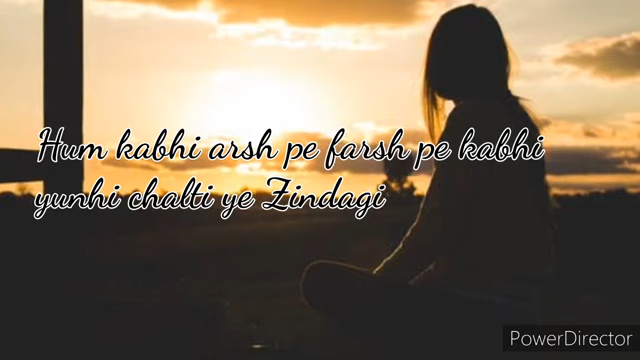 Hum kabhi arsh pe farsh pe kabhi
yunhi chalti ye Zindagi
PowerDirector